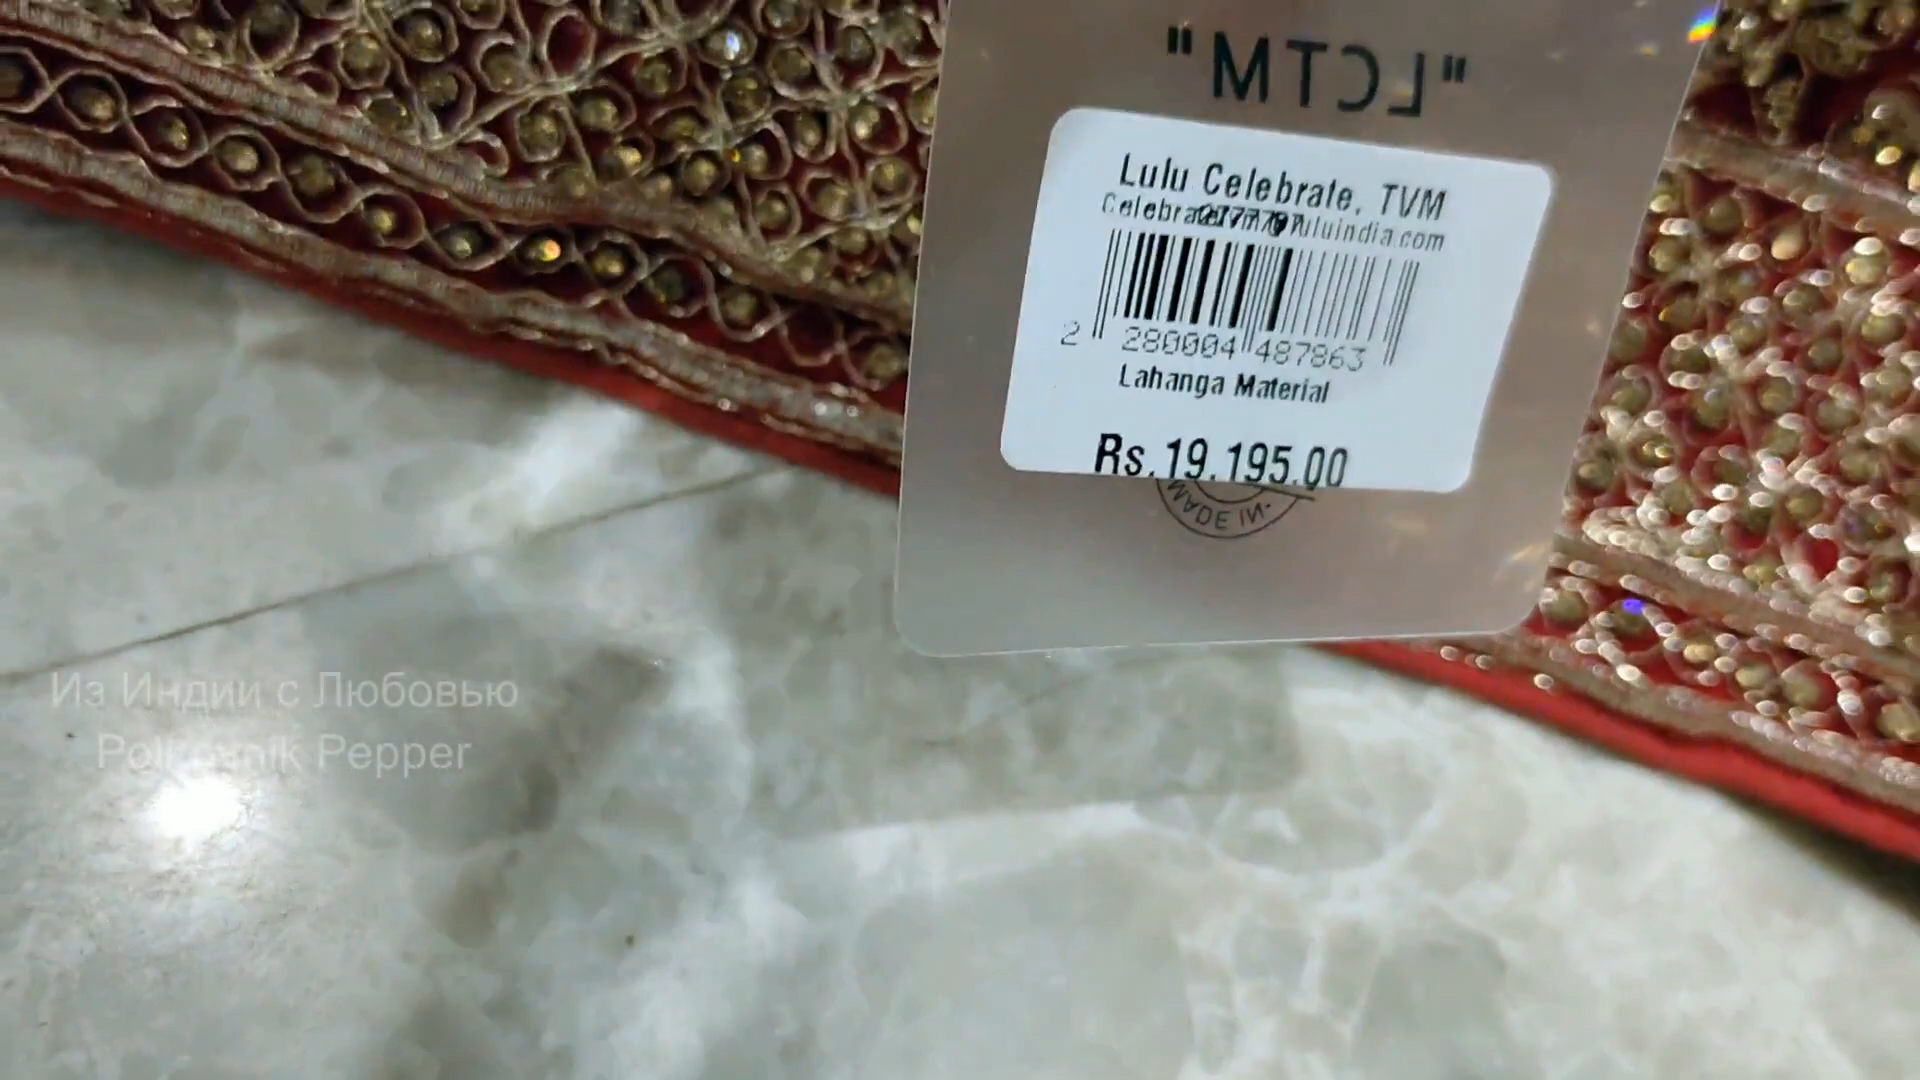 "LCTM"
Lulu Celebrate, TVM
2 280004 487863
Lahanga Material
Rs.19,195.00
MADE IN
Из Индии с Любовью
Pepper